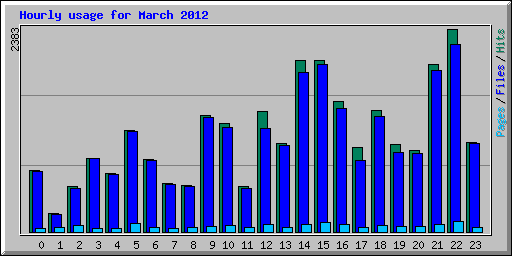 Hourly usage for March 2012
2383
Pages / Files / Hits
0 1 2 3 4 5 6 7 8 9 10 11 12 13 14 15 16 17 18 19 20 21 22 23